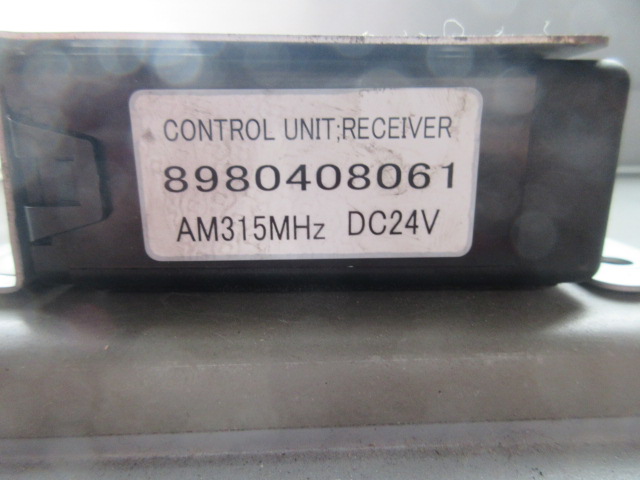 CONTROL UNIT;RECEIVER
8980408061
AM315MHz DC24V